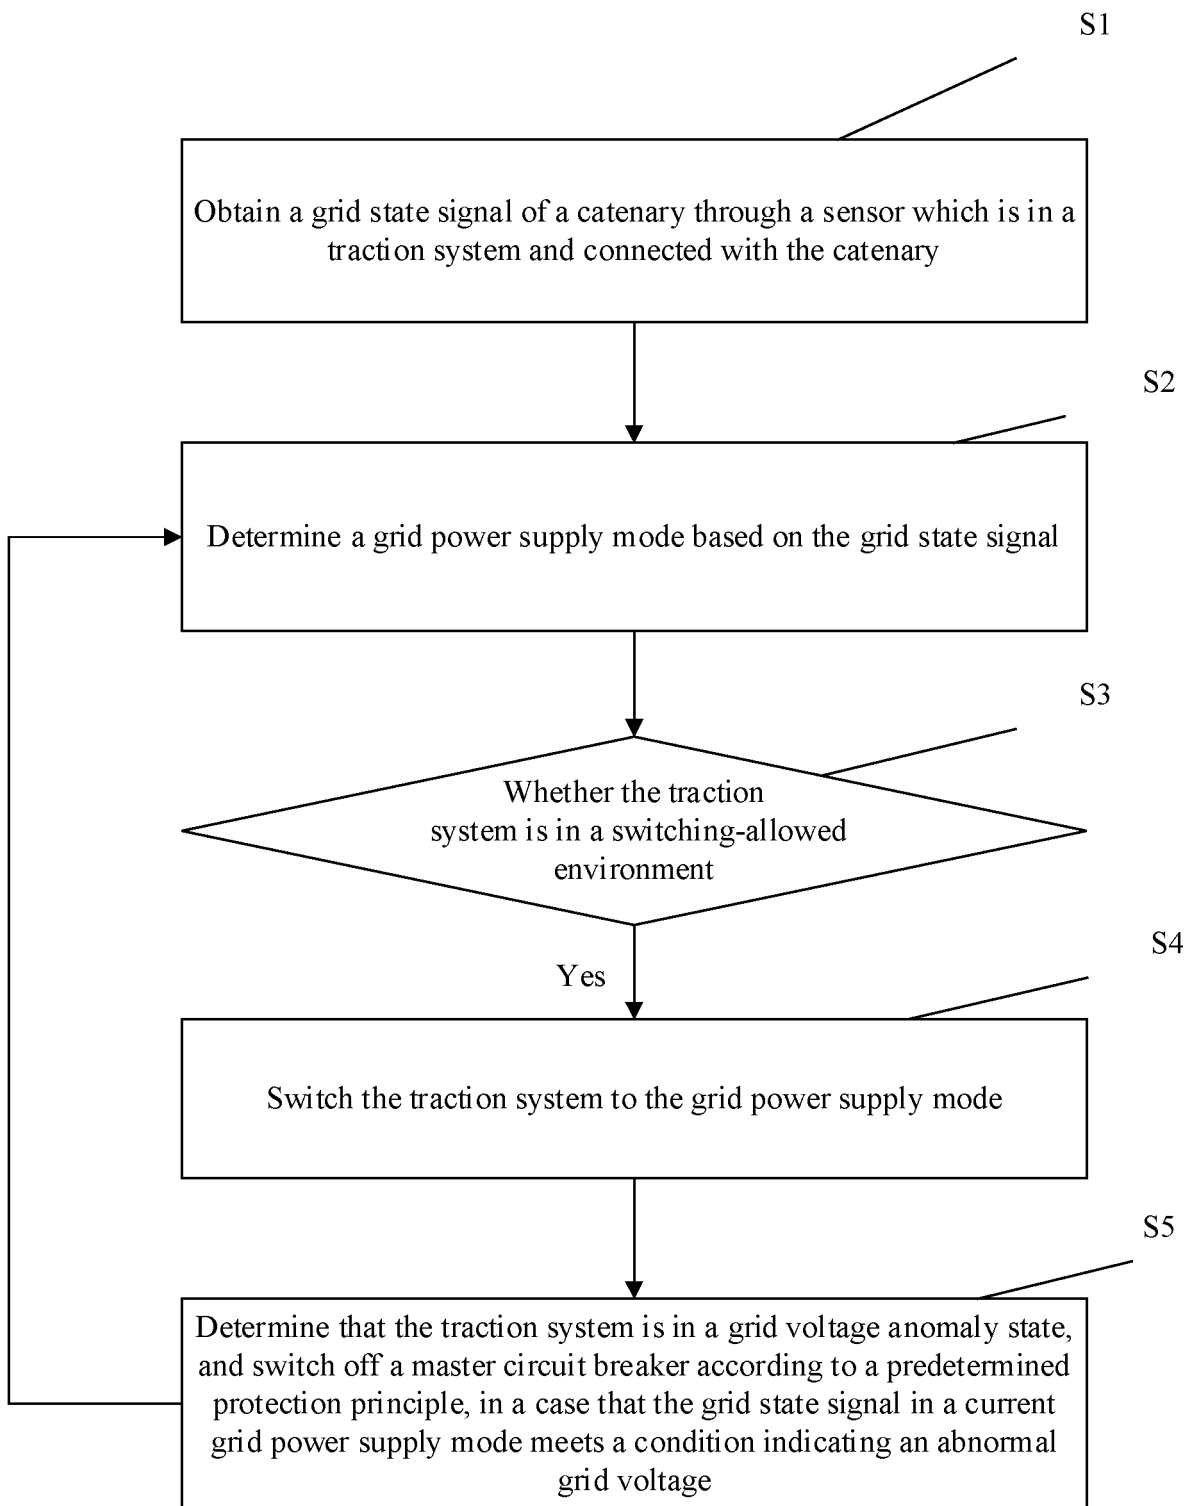 S1
Obtain a grid state signal of a catenary through a sensor which is in a
traction system and connected with the catenary
S2
Determine a grid power supply mode based on the grid state signal
S3
Whether the traction
system is in a switching-allowed
environment
S4
Yes
Switch the traction system to the grid power supply mode
S5
Determine that the traction system is in a grid voltage anomaly state,
and switch off a master circuit breaker according to a predetermined
protection principle, in a case that the grid state signal in a current
grid power supply mode meets a condition indicating an abnormal
grid voltage